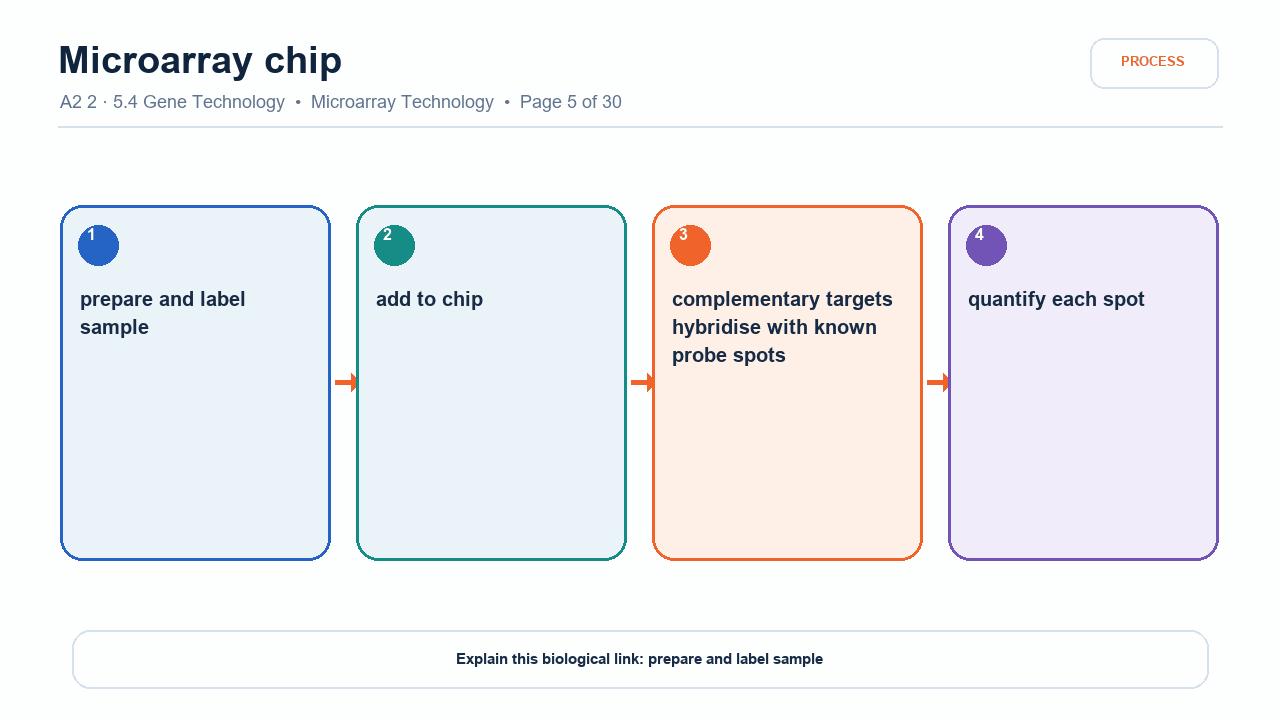 Microarray chip
PROCESS
A2 2 · 5.4 Gene Technology • Microarray Technology • Page 5 of 30
1
prepare and label
sample
2
add to chip
3
complementary targets
hybridise with known
probe spots
4
quantify each spot
Explain this biological link: prepare and label sample